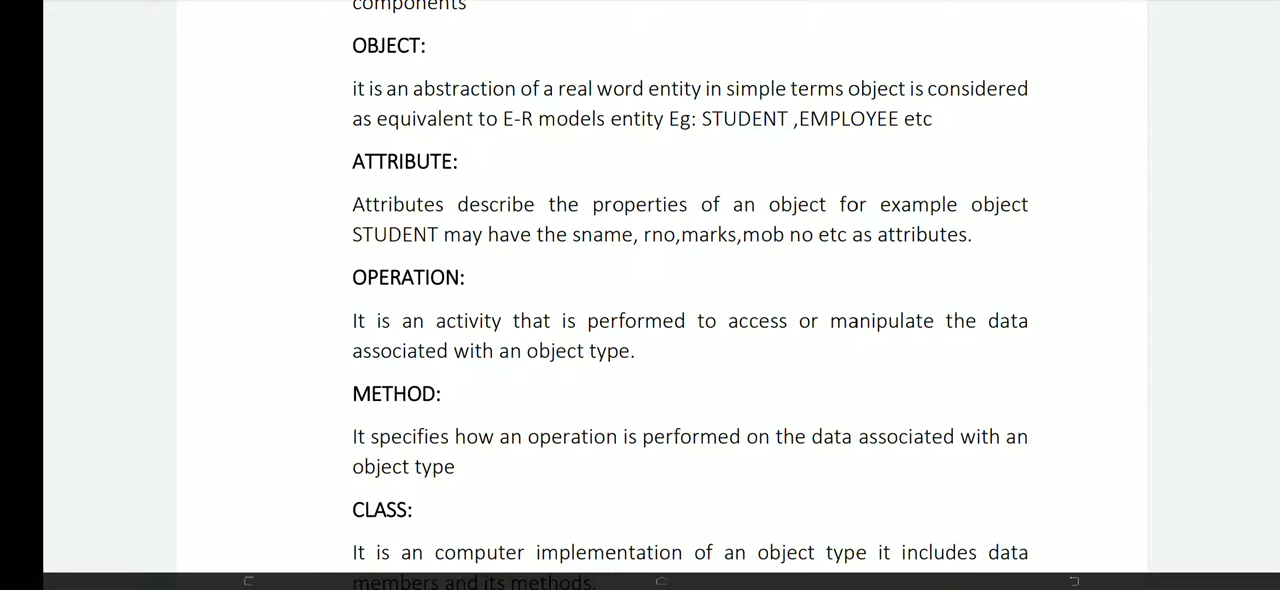 components
OBJECT:
it is an abstraction of a real word entity in simple terms object is considered
as equivalent to E-R models entity Eg: STUDENT ,EMPLOYEE etc
ATTRIBUTE:
Attributes describe the properties of an object for example object
STUDENT may have the sname, rno,marks,mob no etc as attributes.
OPERATION:
It is an activity that is performed to access or manipulate the data
associated with an object type.
METHOD:
It specifies how an operation is performed on the data associated with an
object type
CLASS:
It is an computer implementation of an object type it includes data
members and its methods.